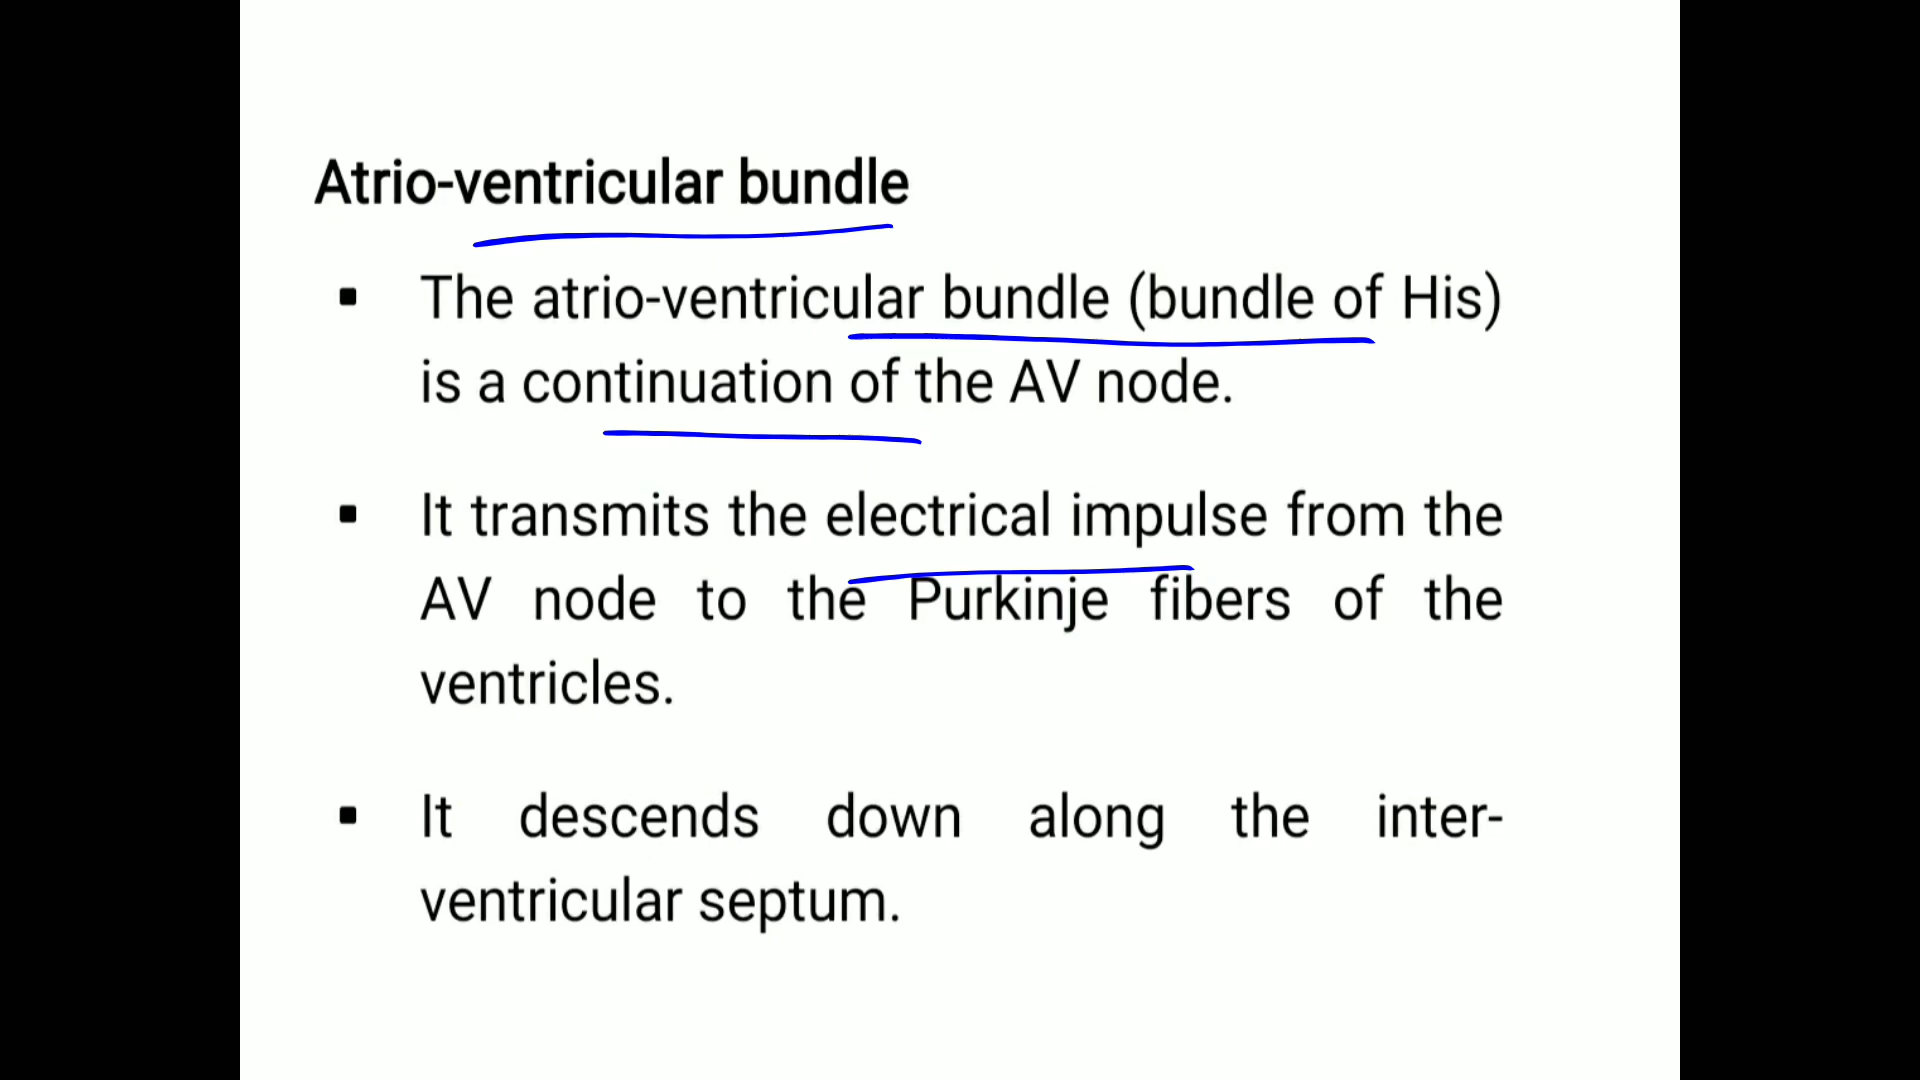 Atrio-ventricular bundle
▪ The atrio-ventricular bundle (bundle of His)
is a continuation of the AV node.
▪ It transmits the electrical impulse from the
AV node to the Purkinje fibers of the
ventricles.
▪ It descends down along the inter-
ventricular septum.